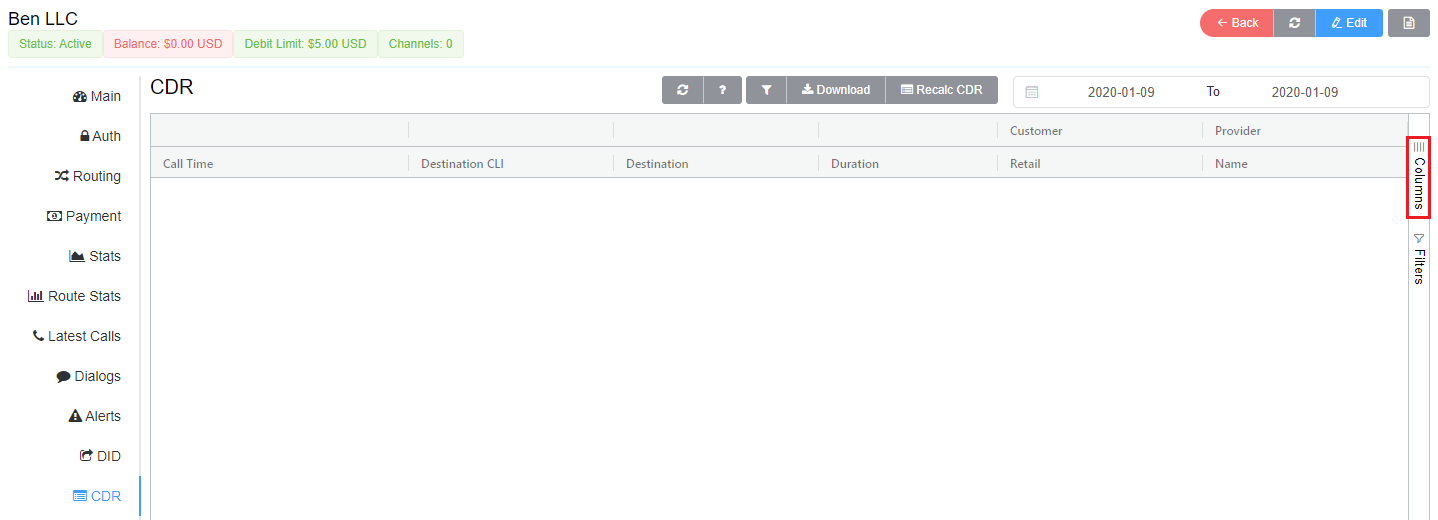 Ben LLC
Back
Edit
Status: Active
Balance: $0.00 USD
Debit Limit: $5.00 USD
Channels: 0
Main
Auth
Routing
Payment
Stats
Route Stats
Latest Calls
Dialogs
Alerts
DID
CDR
CDR
?
Download
Recalc CDR
2020-01-09 To 2020-01-09
Customer Provider
Call Time Destination CLI Destination Duration Retail Name
Columns
Filters